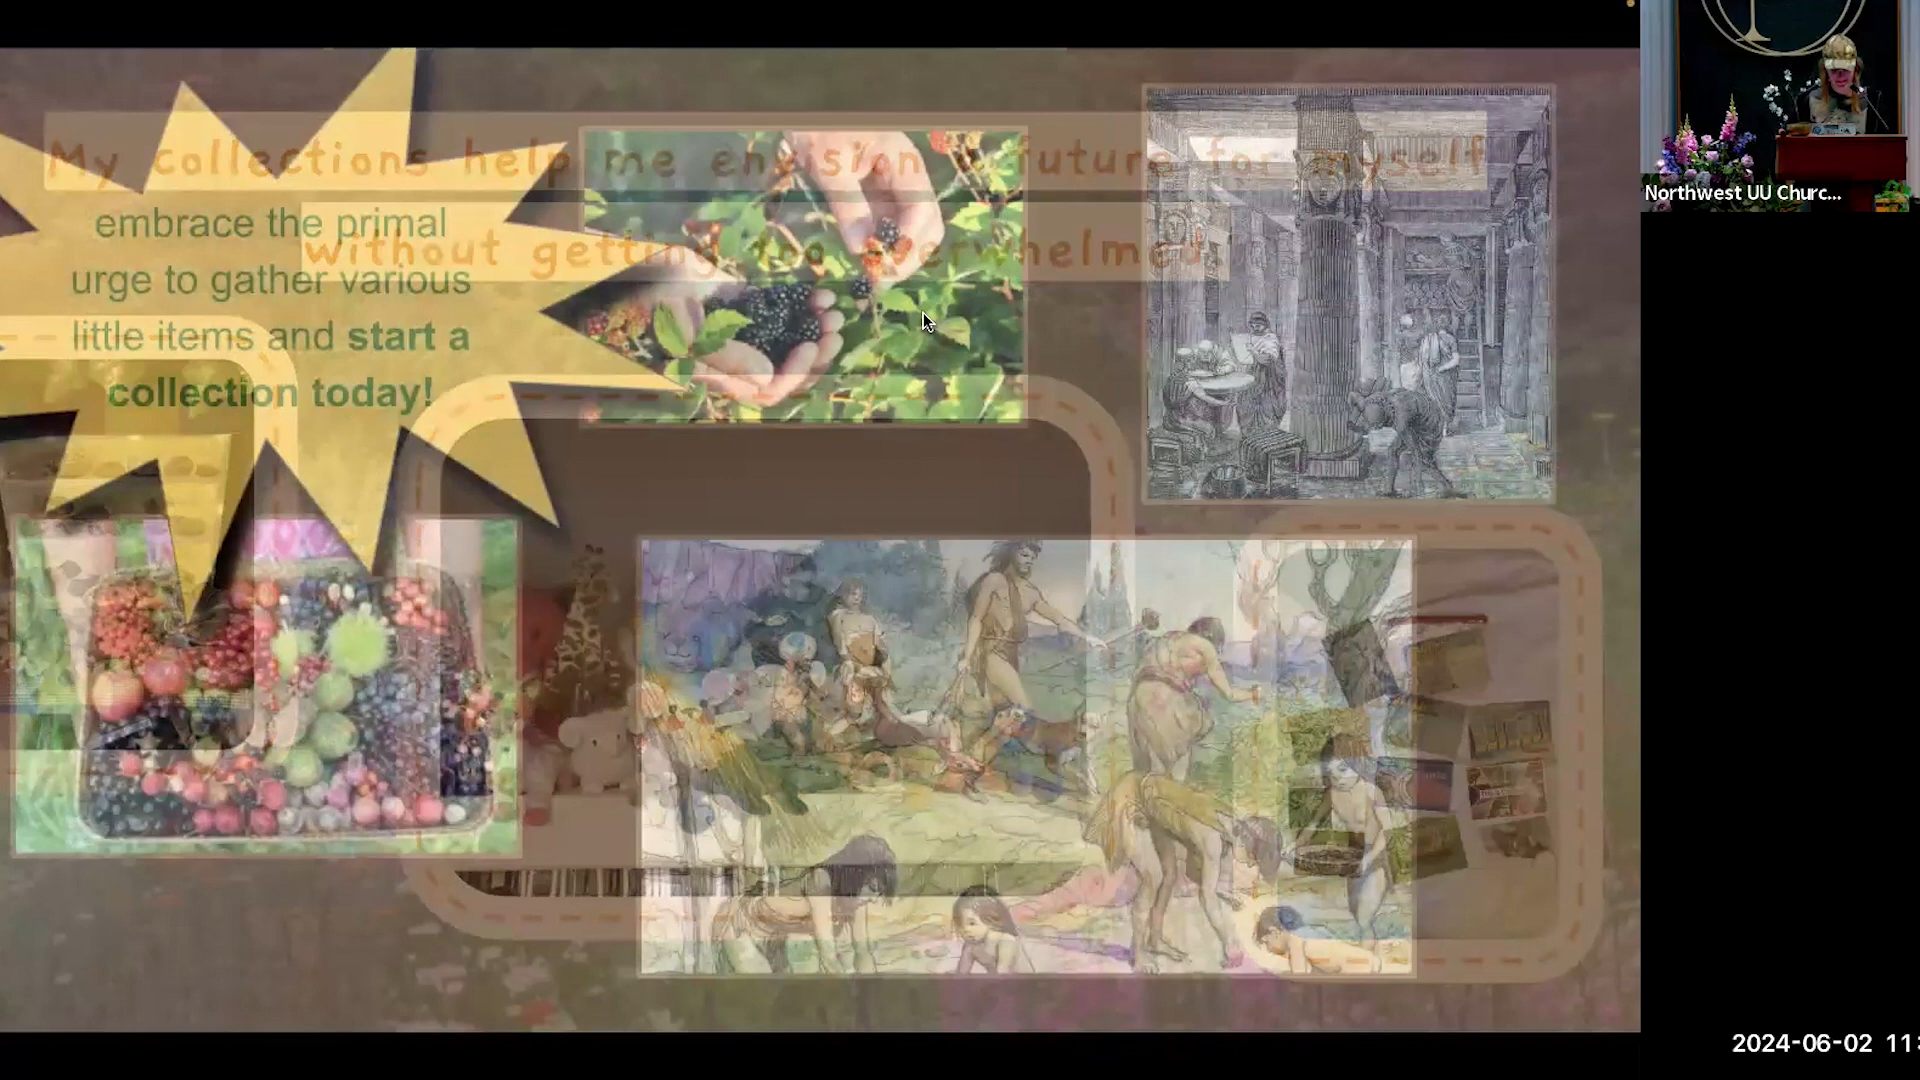 My collections help me envision a future for myself
without getting too overwhelmed.
embrace the primal
urge to gather various
little items and start a
collection today!
Northwest UU Churc...
2024-06-02 11: